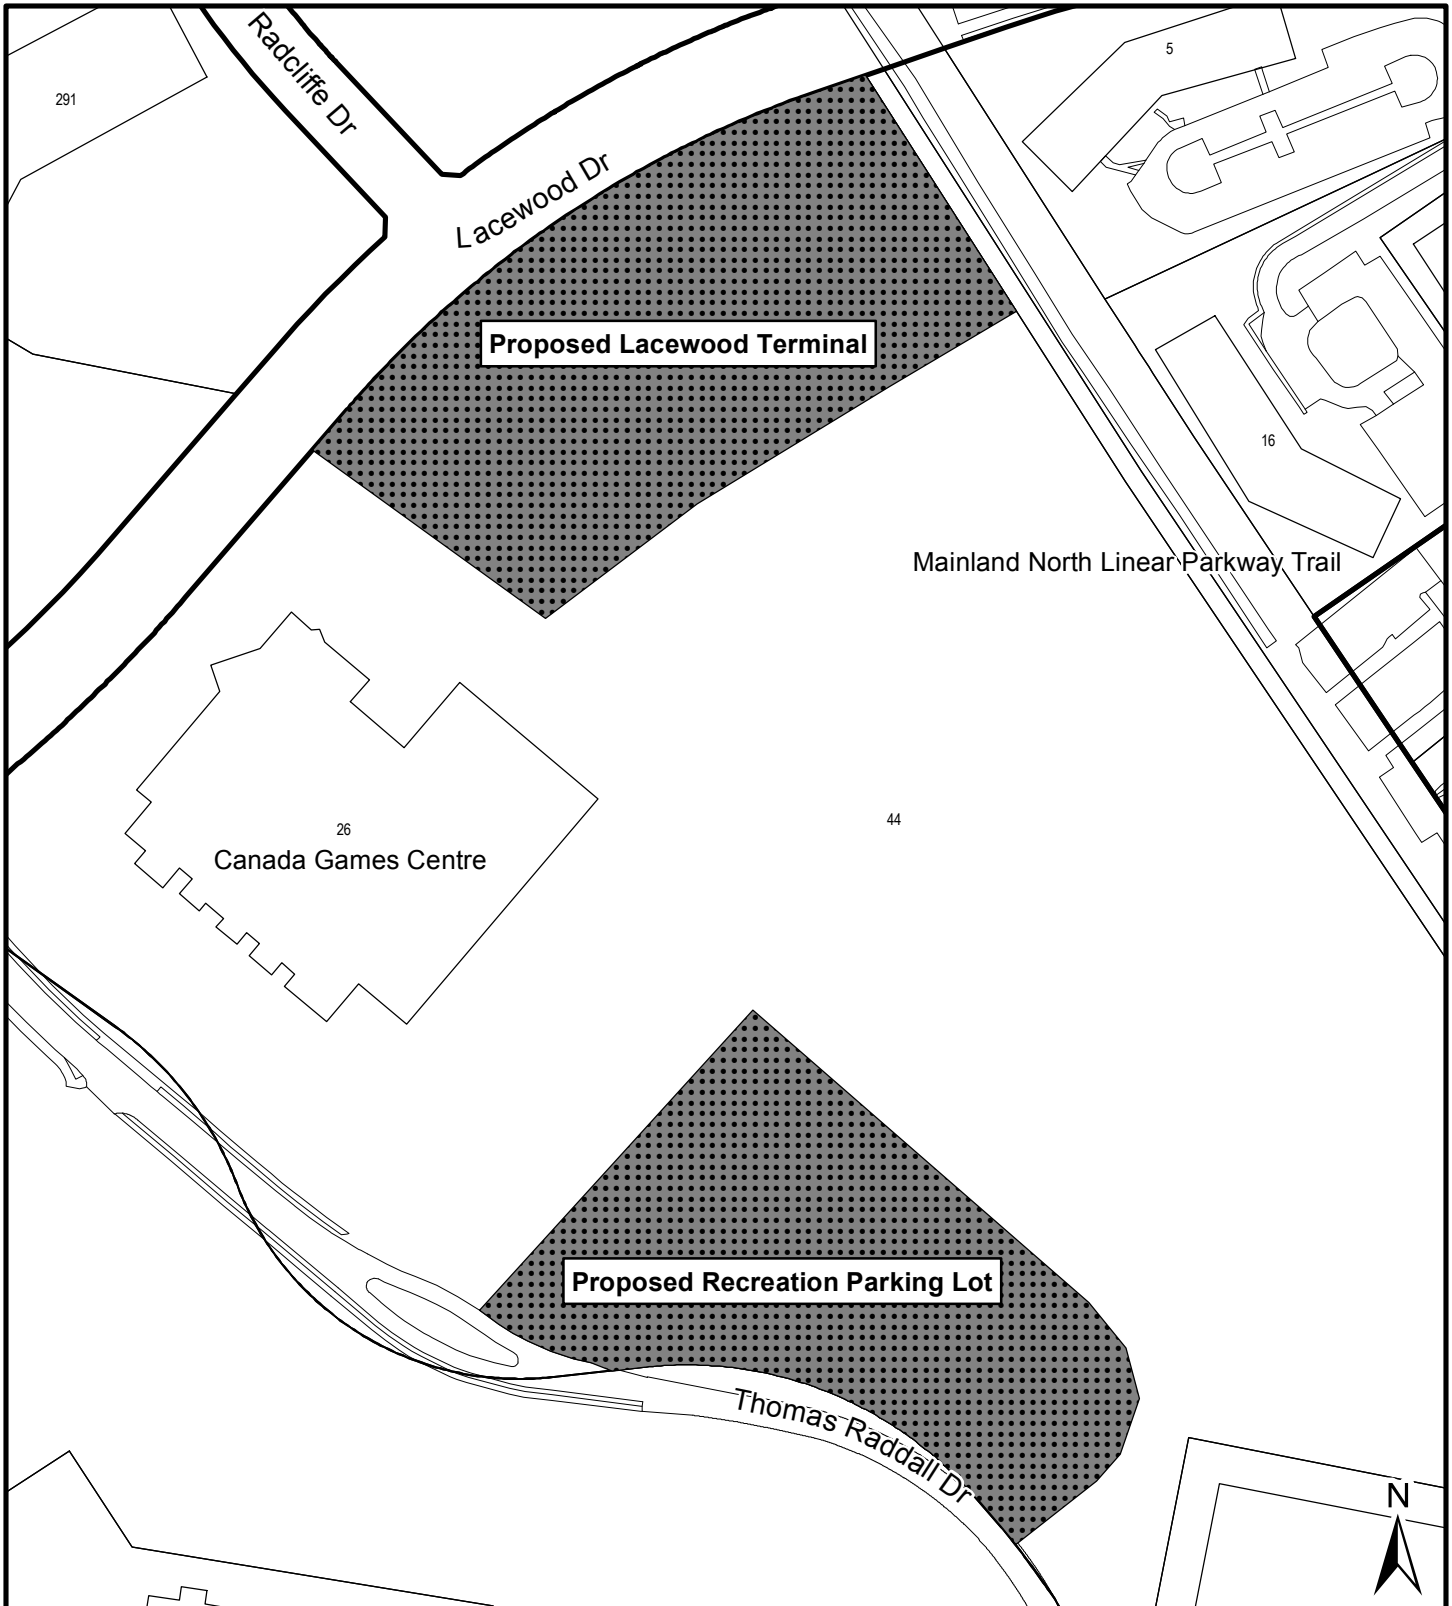 Radcliffe Dr
5
291
Lacewood Dr
Proposed Lacewood Terminal
16
Mainland North Linear Parkway Trail
44
26
Canada Games Centre
Proposed Recreation Parking Lot
Thomas Raddall Dr
N